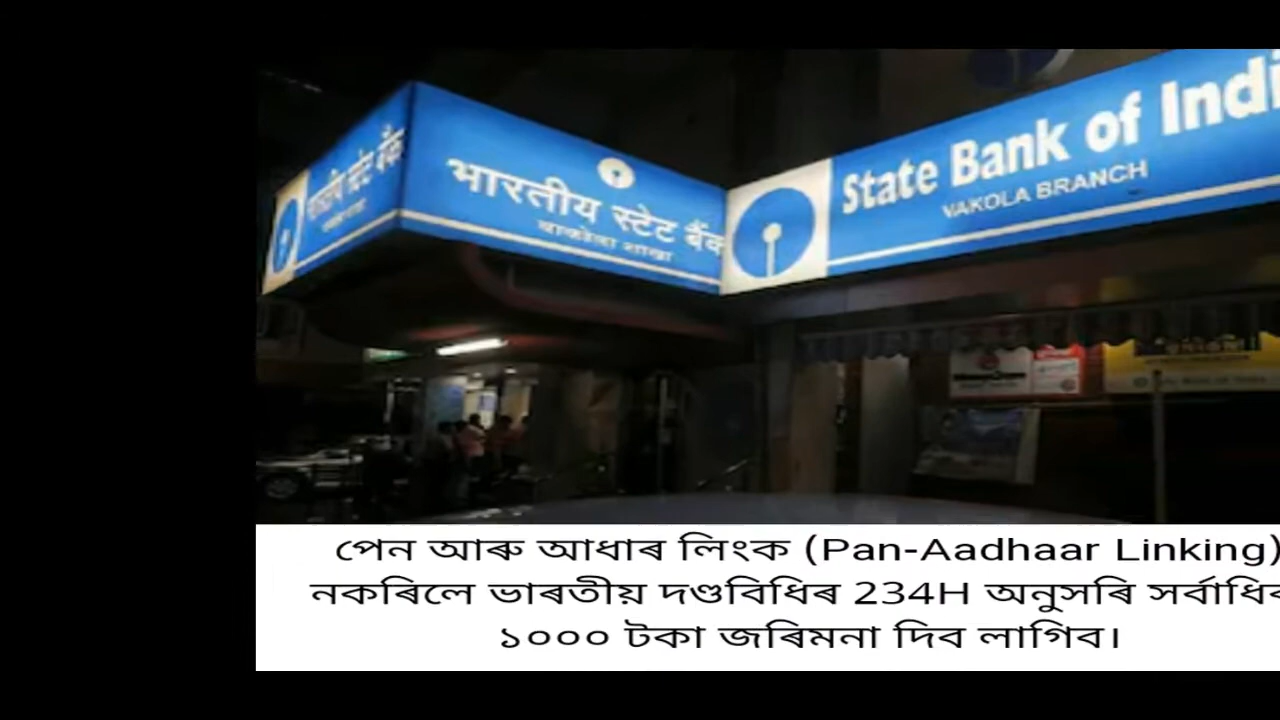 भारतीय स्टेट बैंक
भारतीय स्टेट बैंक
वाकोला शाखा
State Bank of Indi
VAKOLA BRANCH
পেন আৰু আধাৰ লিংক (Pan-Aadhaar Linking)
নকৰিলে ভাৰতীয় দণ্ডবিধিৰ 234H অনুসৰি সৰ্বাধিক
১০০০ টকা জৰিমনা দিব লাগিব।